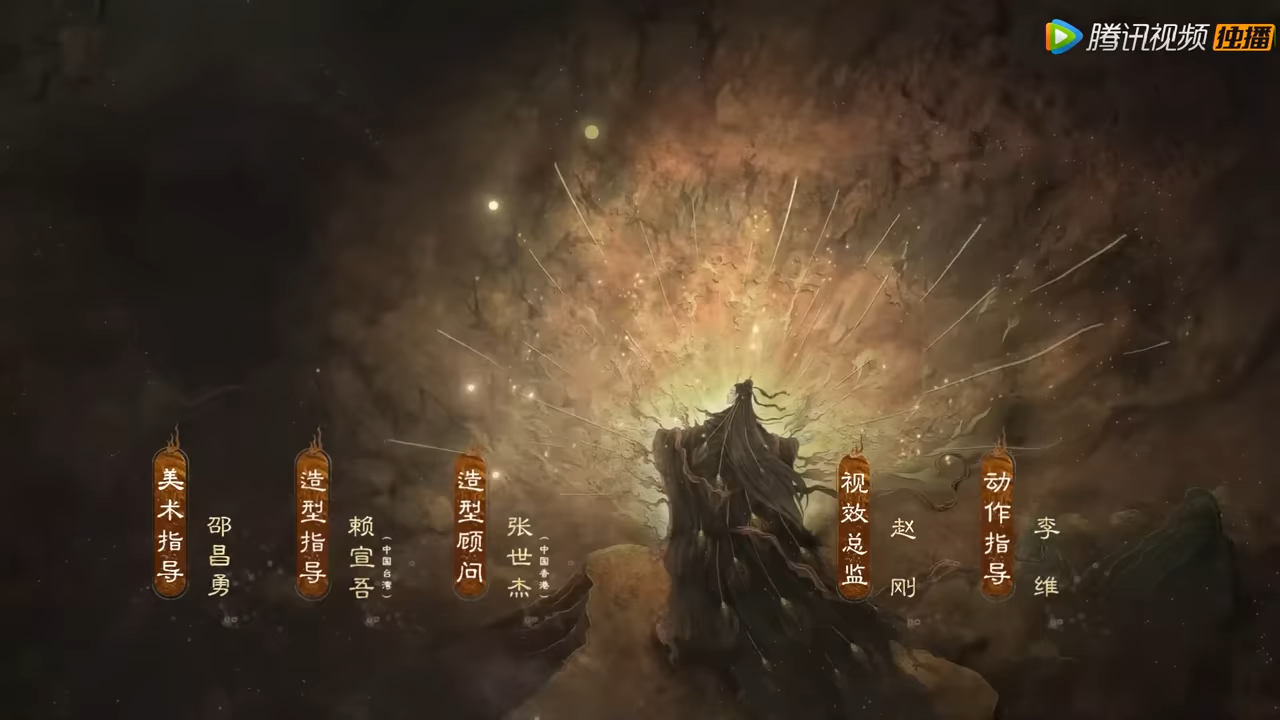 腾讯视频 独播
美术指导
邵昌勇
造型指导
赖宣吾
（中国台湾）
造型顾问
张世杰
（中国香港）
视效总监
赵刚
动作指导
李维